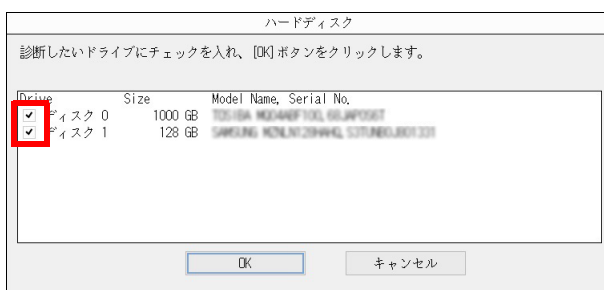 ハードディスク
診断したいドライブにチェックを入れ、[OK]ボタンをクリックします。
Drive Size Model Name, Serial No.
ディスク 0 1000 GB
ディスク 1 128 GB
OK キャンセル